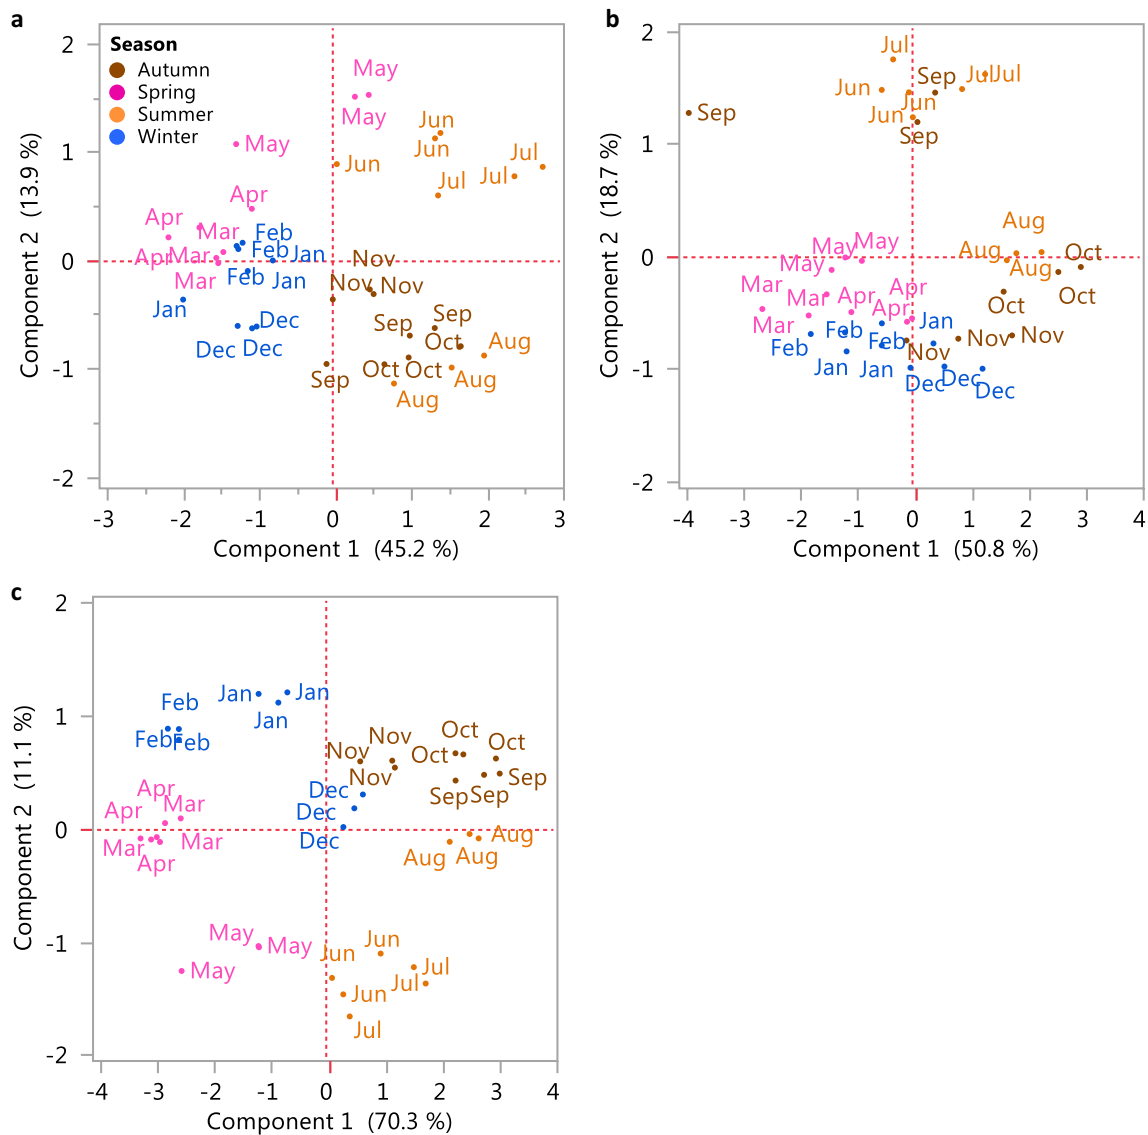 a
Season
Autumn
Spring
Summer
Winter
2
1
0
-1
-2
Component 2 (13.9 %)
May
May
May
Jun
Jun
Jun
Jul
Jul
Jul
Apr
Apr
Mar
Apr
Mar
Mar
Feb
Feb
Jan
Feb
Jan
Jan
Dec
Dec
Dec
Nov
Nov
Nov
Sep
Sep
Oct
Aug
Sep
Oct
Oct
Aug
Aug
-3
-2
-1
0
1
2
3
Component 1 (45.2 %)
b
2
1
0
-1
-2
Component 2 (18.7 %)
Jul
Sep
Jul
Jul
Jun
Jun
Jun
Sep
Sep
Aug
May
May
Aug
Oct
May
Aug
Mar
Mar
Apr
Apr
Oct
Oct
Apr
Mar
Feb
Jan
Feb
Feb
Nov
Nov
Nov
Jan
Jan
Dec
Dec
Dec
-4
-3
-2
-1
0
1
2
3
4
Component 1 (50.8 %)
c
2
1
0
-1
-2
Component 2 (11.1 %)
Feb
Jan
Jan
Jan
Feb
Feb
Nov
Nov
Nov
Oct
Oct
Oct
Sep
Sep
Sep
Apr
Apr
Mar
Mar
Mar
Apr
Dec
Dec
Dec
Aug
Aug
Aug
May
May
May
Jun
Jun
Jun
Jul
Jul
Jul
-4
-3
-2
-1
0
1
2
3
4
Component 1 (70.3 %)